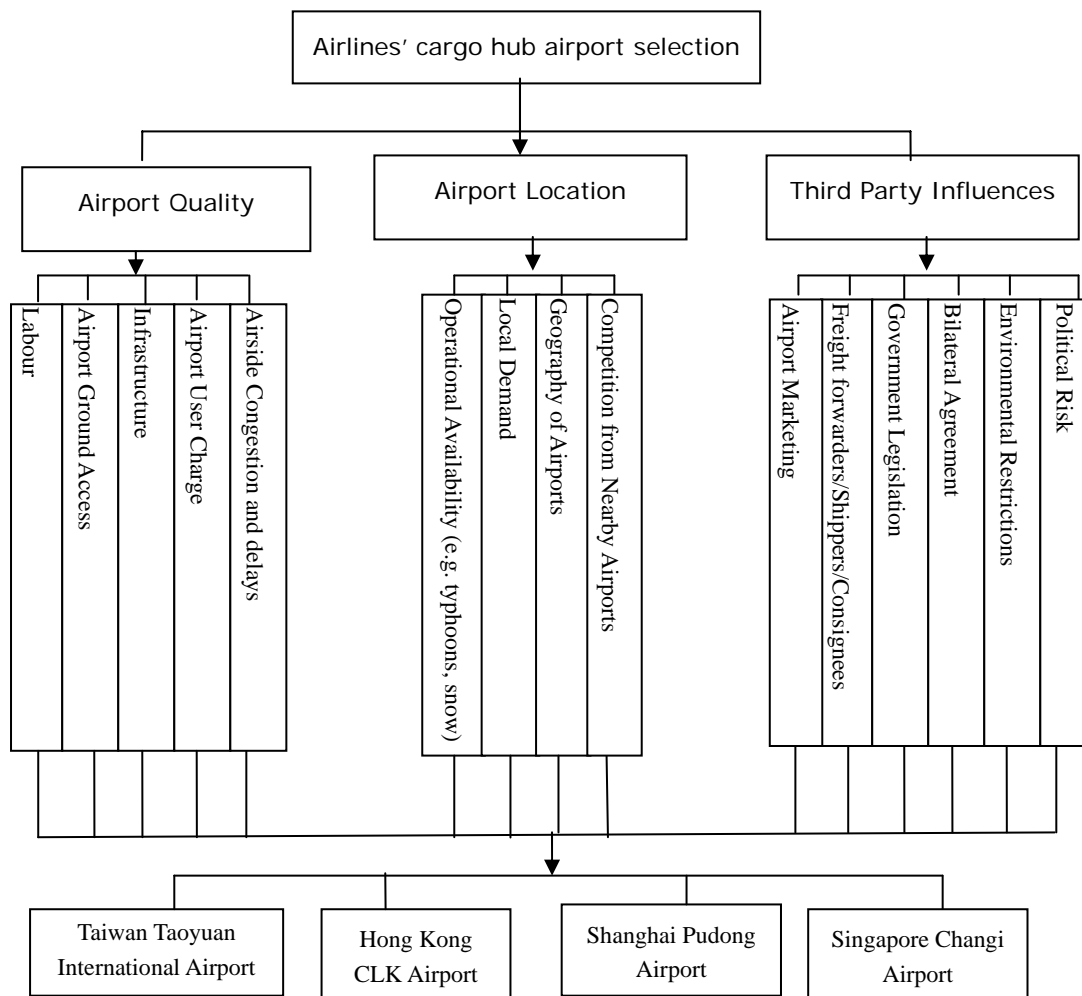 Airlines’ cargo hub airport selection
Airport Quality
Airport Location
Third Party Influences
Labour
Airport Ground Access
Infrastructure
Airport User Charge
Airside Congestion and delays
Operational Availability (e.g. typhoons, snow)
Local Demand
Geography of Airports
Competition from Nearby Airports
Airport Marketing
Freight forwarders/Shippers/Consignees
Government Legislation
Bilateral Agreement
Environmental Restrictions
Political Risk
Taiwan Taoyuan
International Airport
Hong Kong
CLK Airport
Shanghai Pudong
Airport
Singapore Changi
Airport